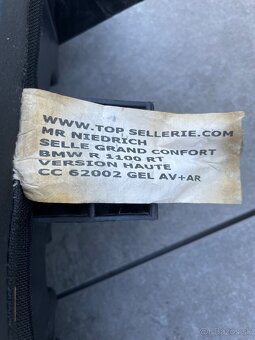 WWW.TOP SELLERIE.COM
MR NIEDRICH
SELLE GRAND CONFORT
BMW R 1100 RT
VERSION HAUTE
CC 62002 GEL AV+AR